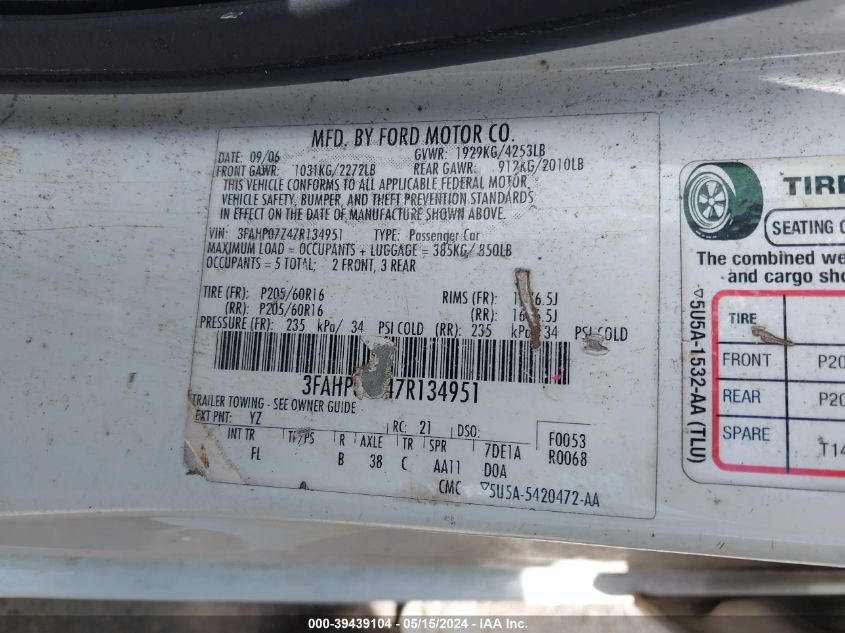 MFD. BY FORD MOTOR CO.
DATE: 09/06 GVWR: 1929KG/4253LB
FRONT GAWR: 1031KG/2272LB REAR GAWR: 912KG/2010LB
THIS VEHICLE CONFORMS TO ALL APPLICABLE FEDERAL MOTOR
VEHICLE SAFETY, BUMPER, AND THEFT PREVENTION STANDARDS
IN EFFECT ON THE DATE OF MANUFACTURE SHOWN ABOVE.
VIN: 3FAHP07Z47R134951 TYPE: Passenger Car
MAXIMUM LOAD = OCCUPANTS + LUGGAGE = 385KG/ 850LB
OCCUPANTS = 5 TOTAL; 2 FRONT, 3 REAR
TIRE (FR): P205/60R16 RIMS (FR):
(RR): P205/60R16 (RR):
PRESSURE (FR): 235 kPa/ 34 PSI COLD (RR): 235 kPa/ 34 PSI COLD
3FAHP 47R134951
TRAILER TOWING - SEE OWNER GUIDE
EXT PNT: YZ RC: 21 DSO: F0053
INT TR R AXLE TR SPR 7DE1A R0068
FL B 38 C AA11 D0A
CMC ▽5U5A-5420472-AA
TIRE
SEATING
The combined
and cargo
TIRE
FRONT P20
REAR P20
SPARE T14
▽5U5A-1532-AA (TLU)
000-39439104 - 05/15/2024 - IAA Inc.